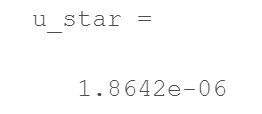 u_star =
1.8642e-06